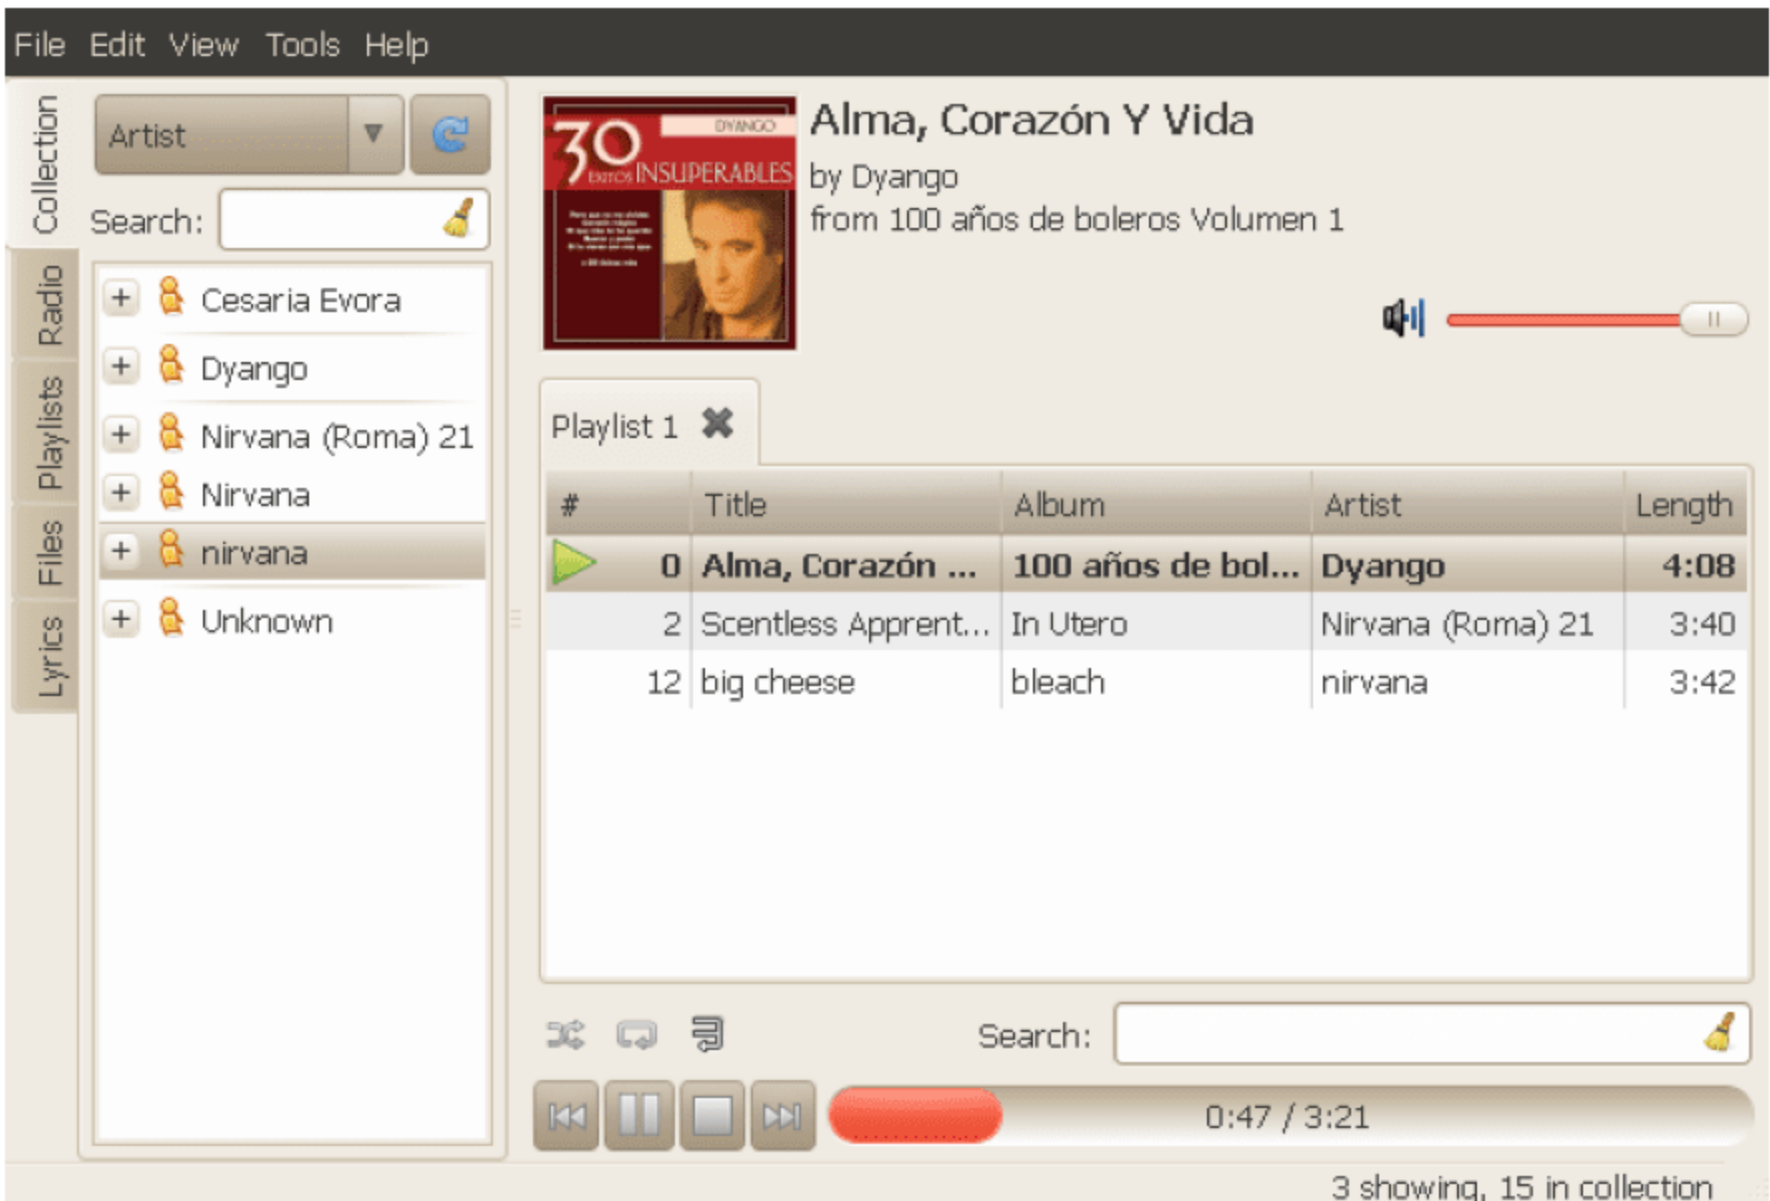 File Edit View Tools Help
Collection
Radio
Playlists
Files
Lyrics
Artist
Search:
Cesaria Evora
Dyango
Nirvana (Roma) 21
Nirvana
nirvana
Unknown
DYANGO
30
EXITOS INSUPERABLES
Alma, Corazón Y Vida
by Dyango
from 100 años de boleros Volumen 1
Playlist 1
# Title Album Artist Length
0 Alma, Corazón ... 100 años de bol... Dyango 4:08
2 Scentless Apprent... In Utero Nirvana (Roma) 21 3:40
12 big cheese bleach nirvana 3:42
Search:
0:47 / 3:21
3 showing, 15 in collection